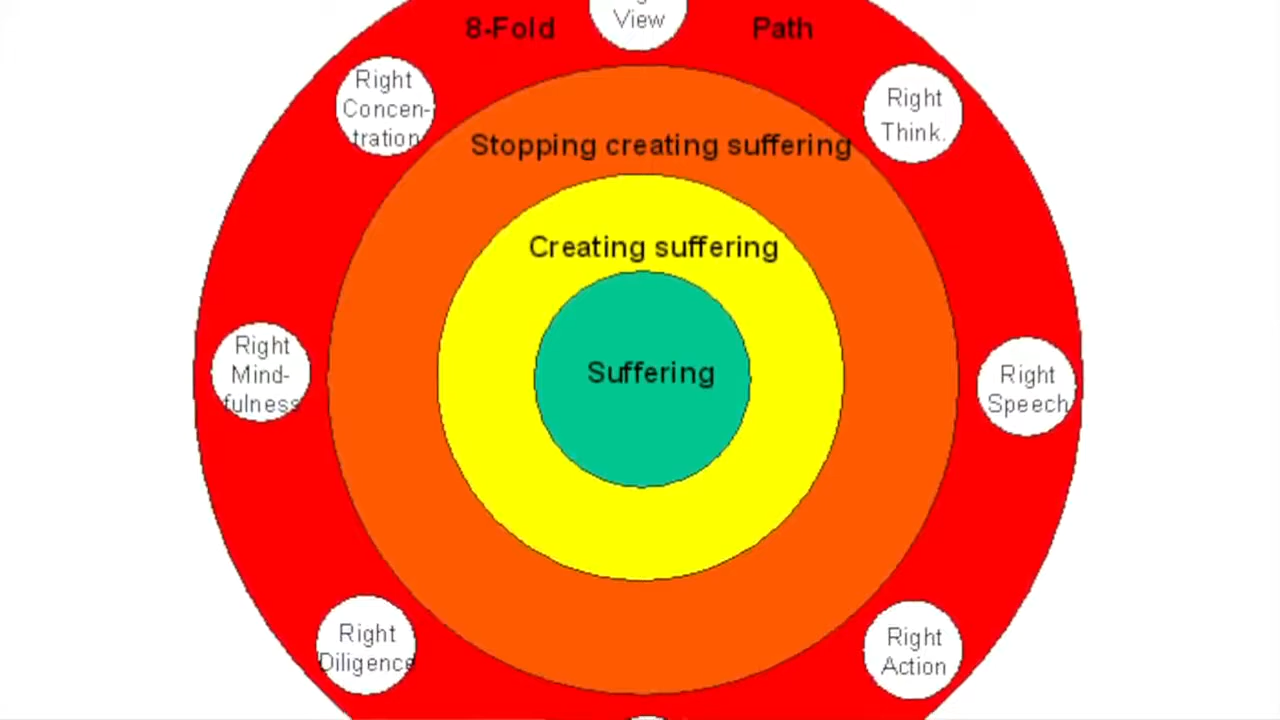 8-Fold
View
Path
Right
Concen-
tration
Right
Think.
Stopping creating suffering
Creating suffering
Suffering
Right
Mind-
fulness
Right
Speech
Right
Diligence
Right
Action